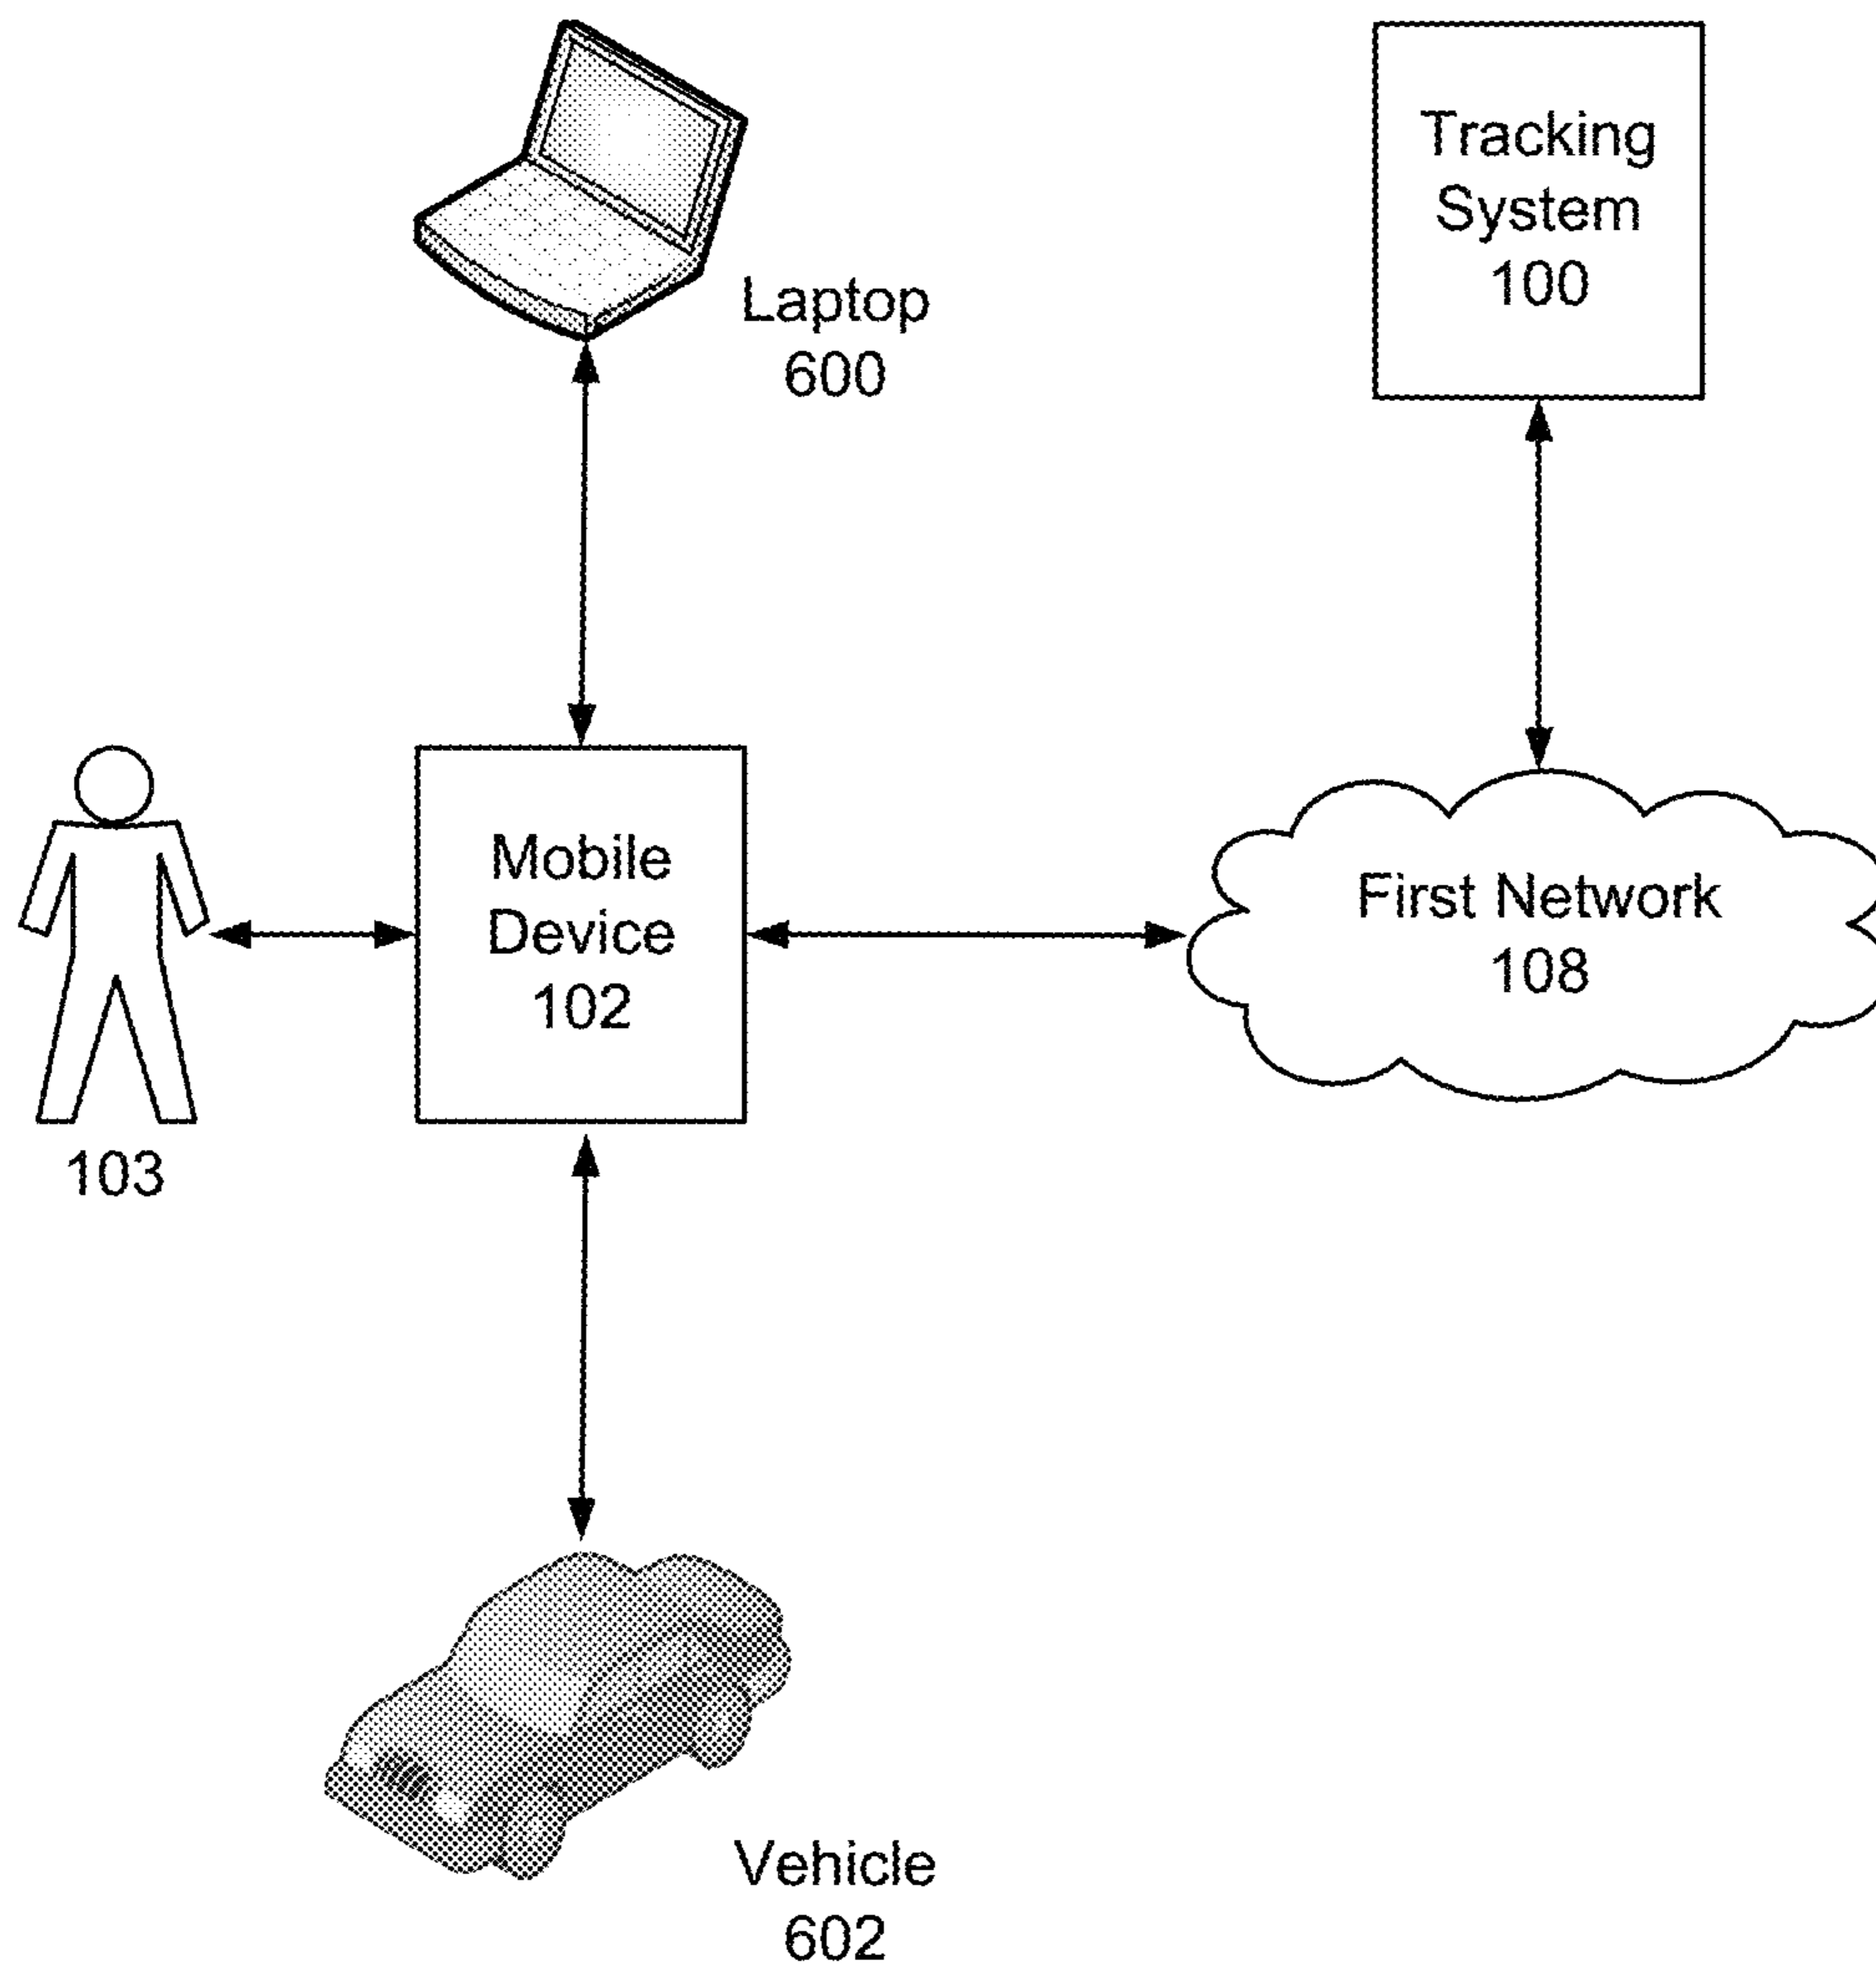 Laptop
600
Tracking
System
100
Mobile
Device
102
First Network
108
103
Vehicle
602